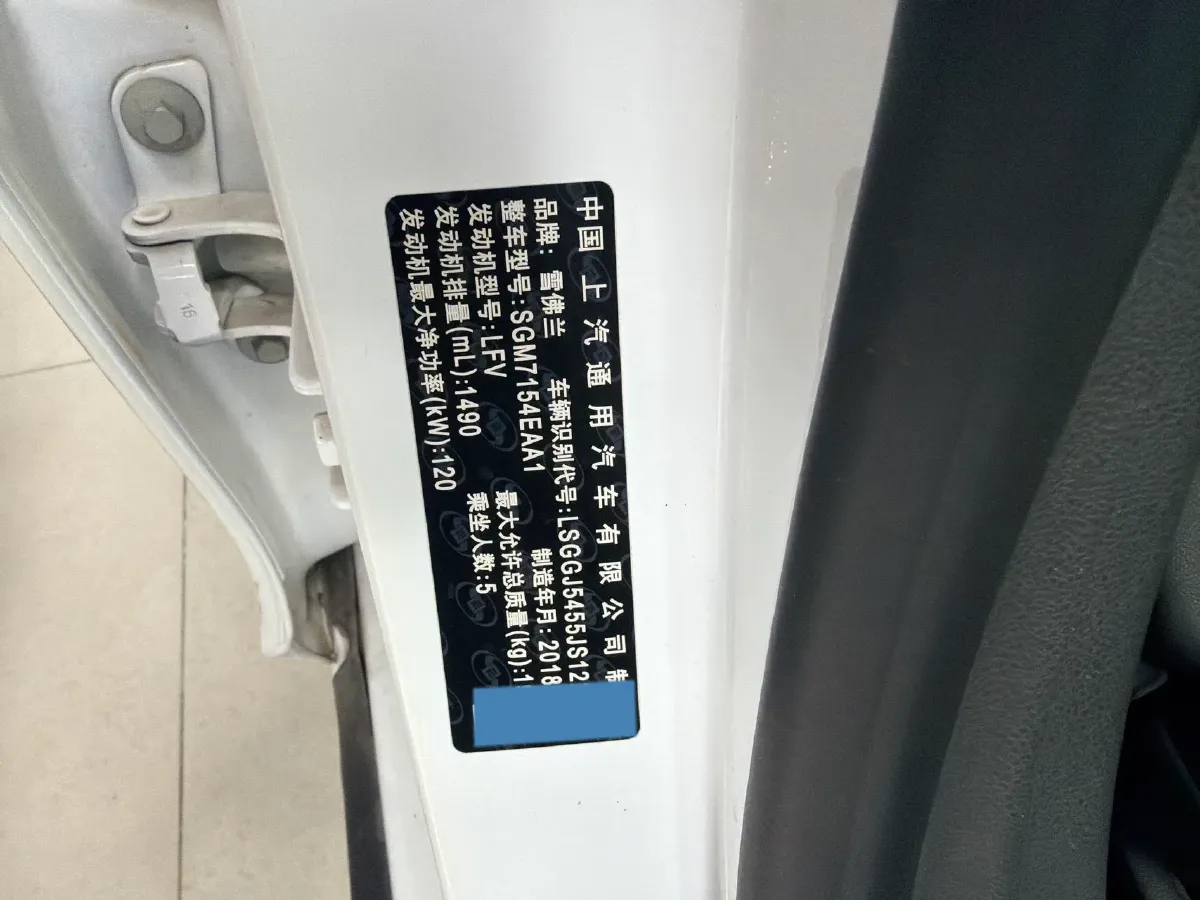 中国 上汽通用汽车有限公司 制
品牌: 雪佛兰 车辆识别代号:LSGGJ5455JS12
整车型号:SGM7154EAA1 制造年月:2018
发动机型号:LFV 最大允许总质量(kg):1
发动机排量(mL):1490 乘坐人数:5
发动机最大净功率(kW):120
16